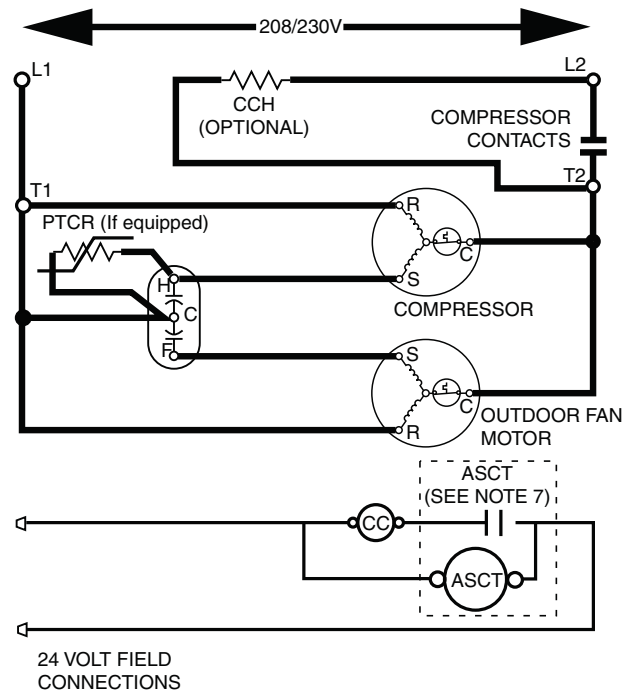 208/230V
L1
L2
CCH
(OPTIONAL)
COMPRESSOR
CONTACTS
T1
T2
PTCR (If equipped)
R
H
C
S
C
COMPRESSOR
F
S
C
R
OUTDOOR FAN
MOTOR
ASCT
(SEE NOTE 7)
CC
ASCT
24 VOLT FIELD
CONNECTIONS